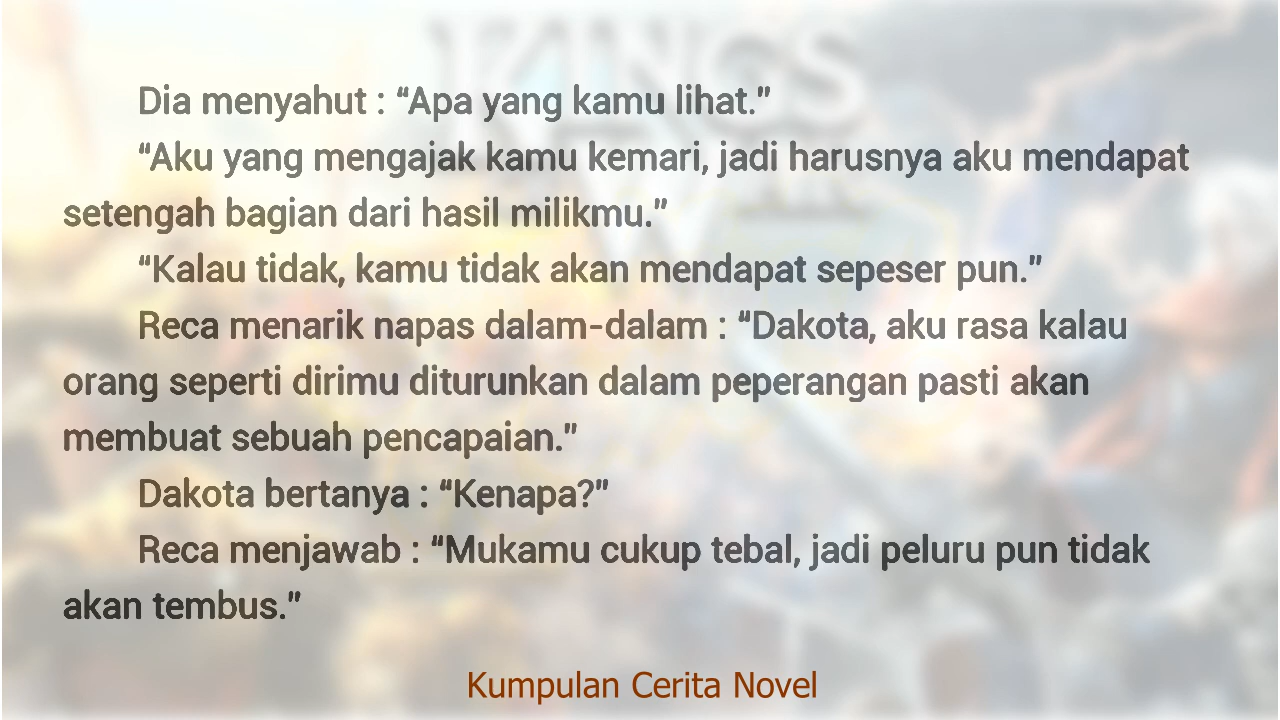 Dia menyahut : “Apa yang kamu lihat.”
“Aku yang mengajak kamu kemari, jadi harusnya aku mendapat
setengah bagian dari hasil milikmu.”
“Kalau tidak, kamu tidak akan mendapat sepeser pun.”
Reca menarik napas dalam-dalam : “Dakota, aku rasa kalau
orang seperti dirimu diturunkan dalam peperangan pasti akan
membuat sebuah pencapaian.”
Dakota bertanya : “Kenapa?”
Reca menjawab : “Mukamu cukup tebal, jadi peluru pun tidak
akan tembus.”
Kumpulan Cerita Novel